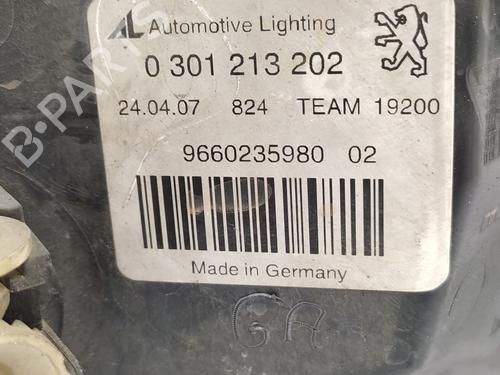 AL Automotive Lighting
0 301 213 202
24.04.07 824 TEAM 19200
9660235980 02
Made in Germany
GA
B-PARTS